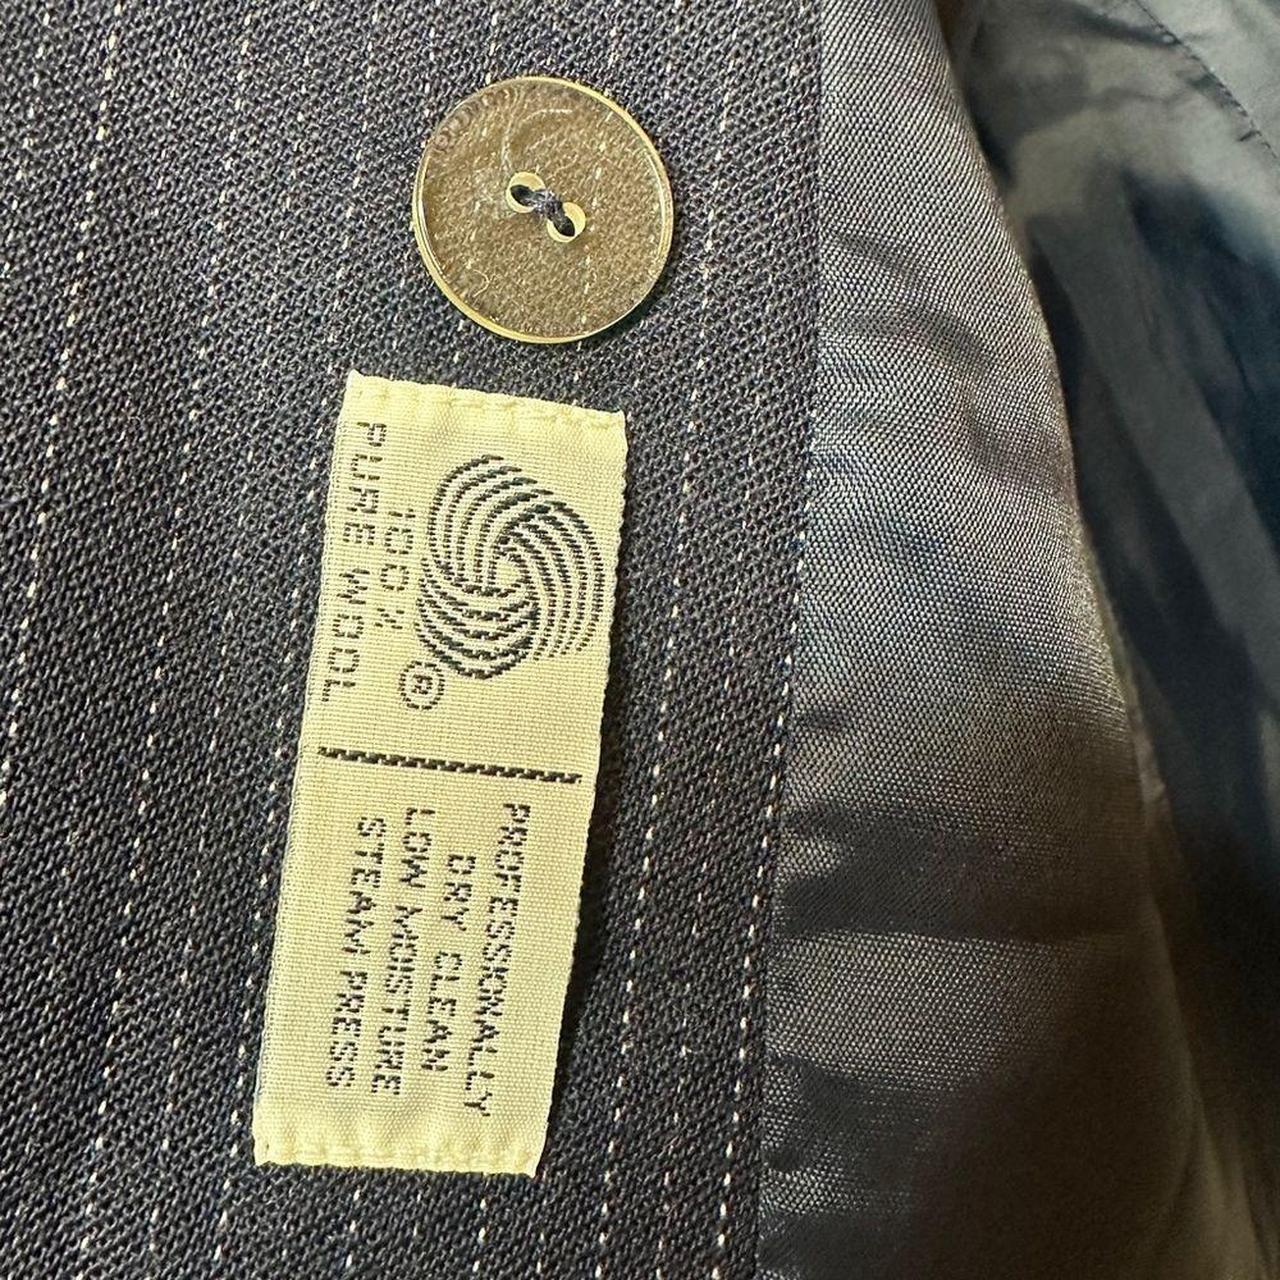 ®
100%
PURE WOOL
PROFESSIONALLY
DRY CLEAN
LOW MOISTURE
STEAM PRESS